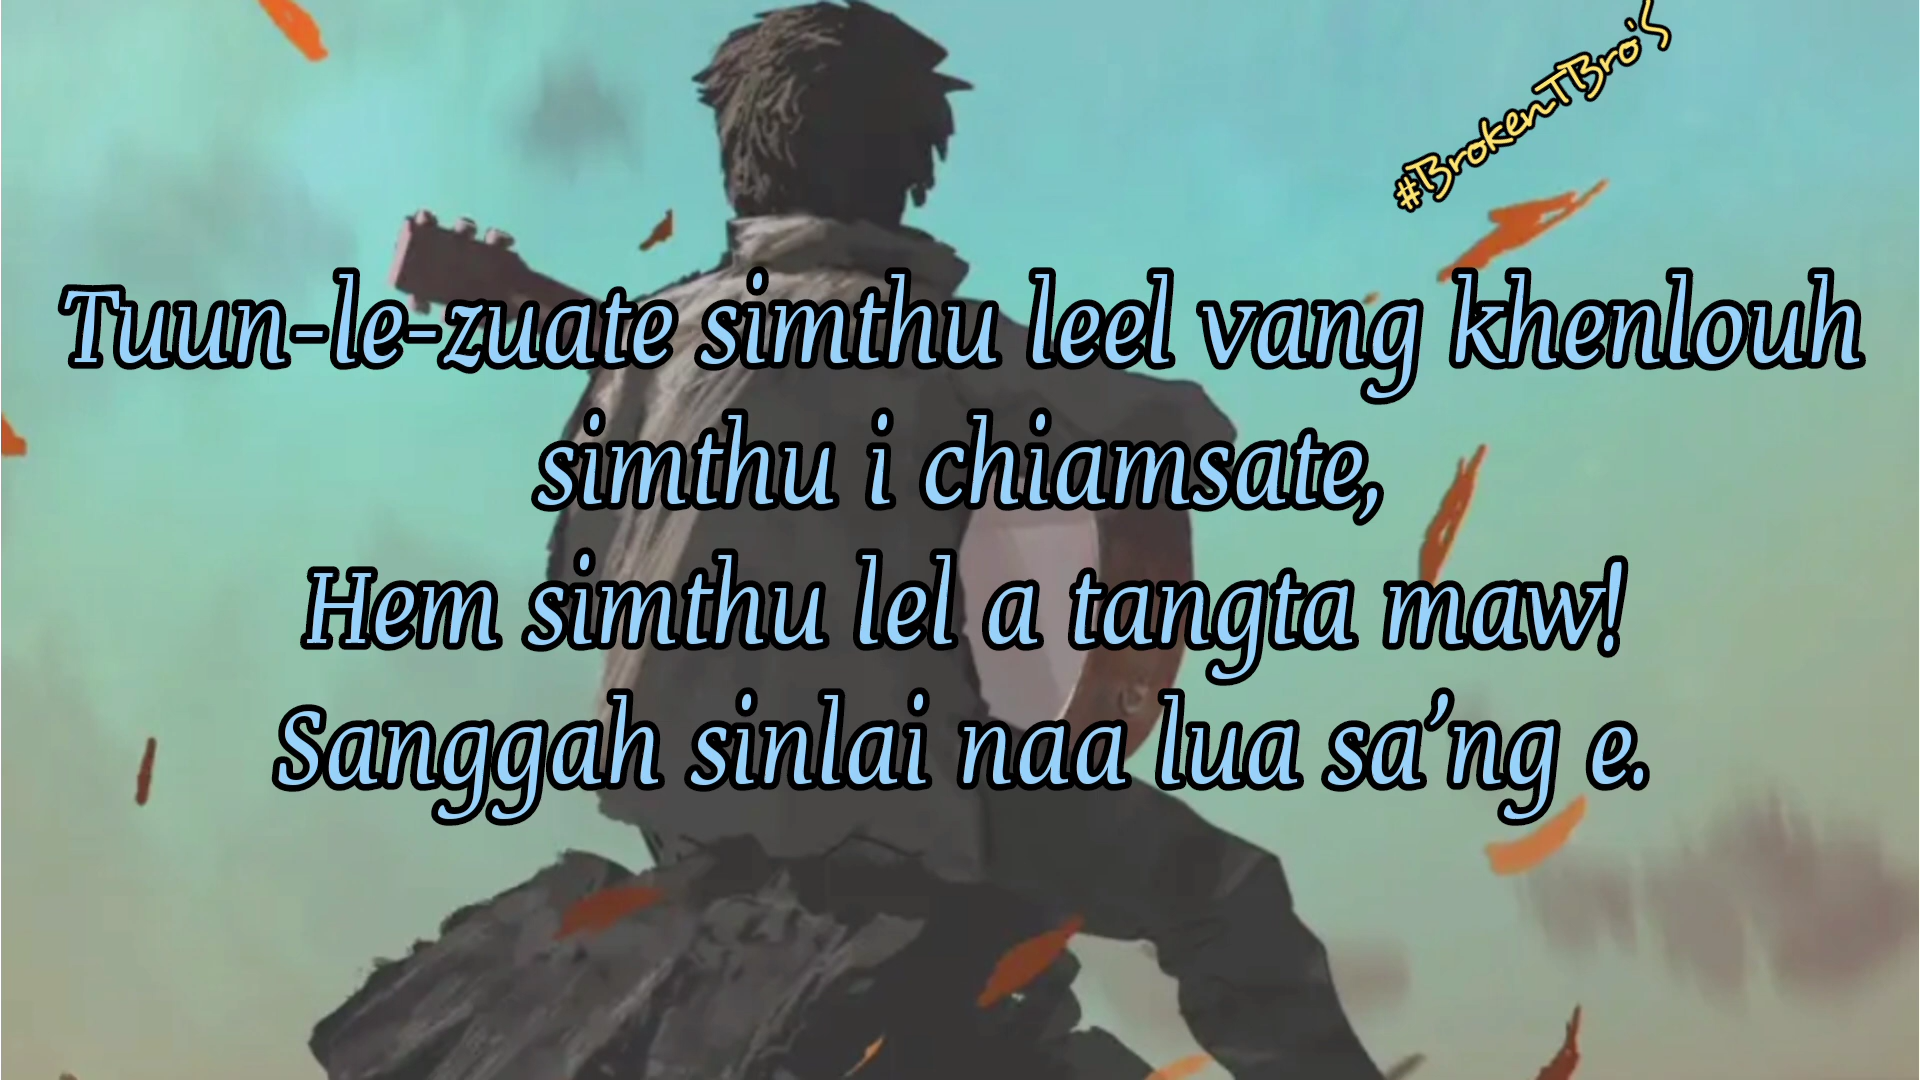 #BrokenTBro's
Tuun-le-zuate simthu leel vang khenlouh
simthu i chiamsate,
Hem simthu lel a tangta maw!
Sanggah sinlai naa lua sa’ng e.